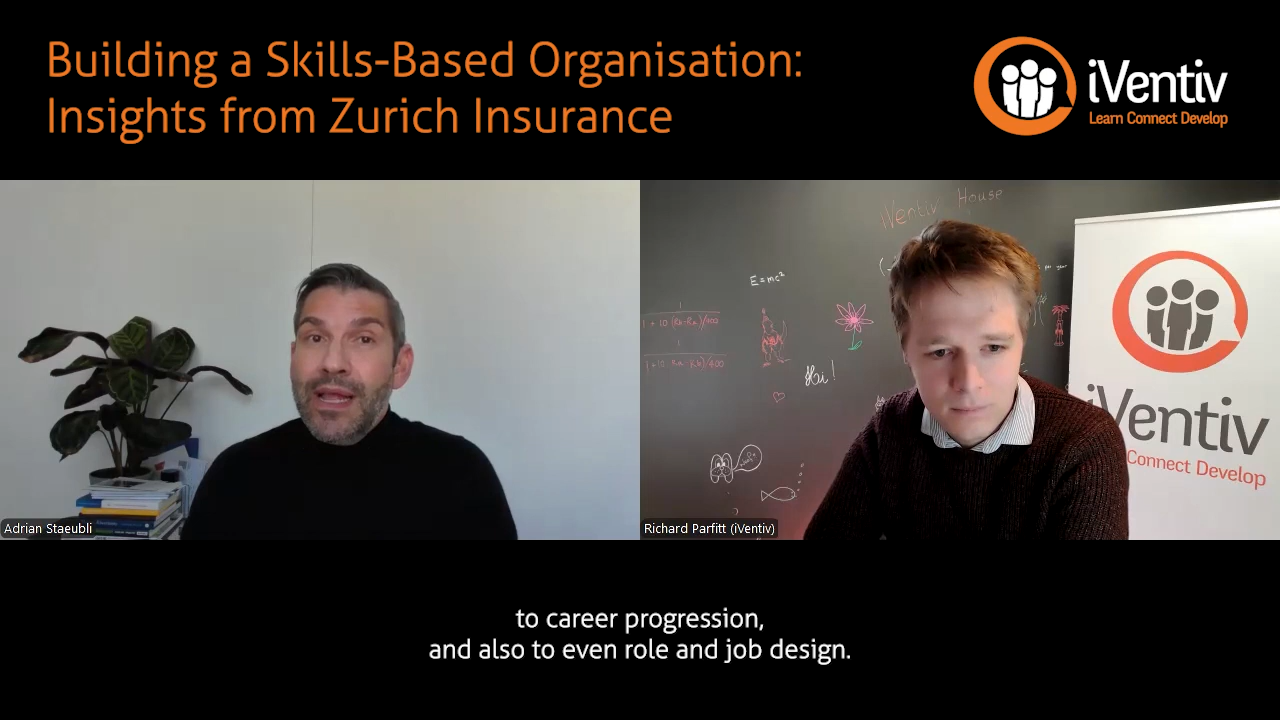 Building a Skills-Based Organisation:
Insights from Zurich Insurance
iVentiv
Learn Connect Develop
iVentiv House
E=mc²
Hi!
iVentiv
Connect Develop
Adrian Staeubli
Richard Parfitt (iVentiv)
to career progression,
and also to even role and job design.